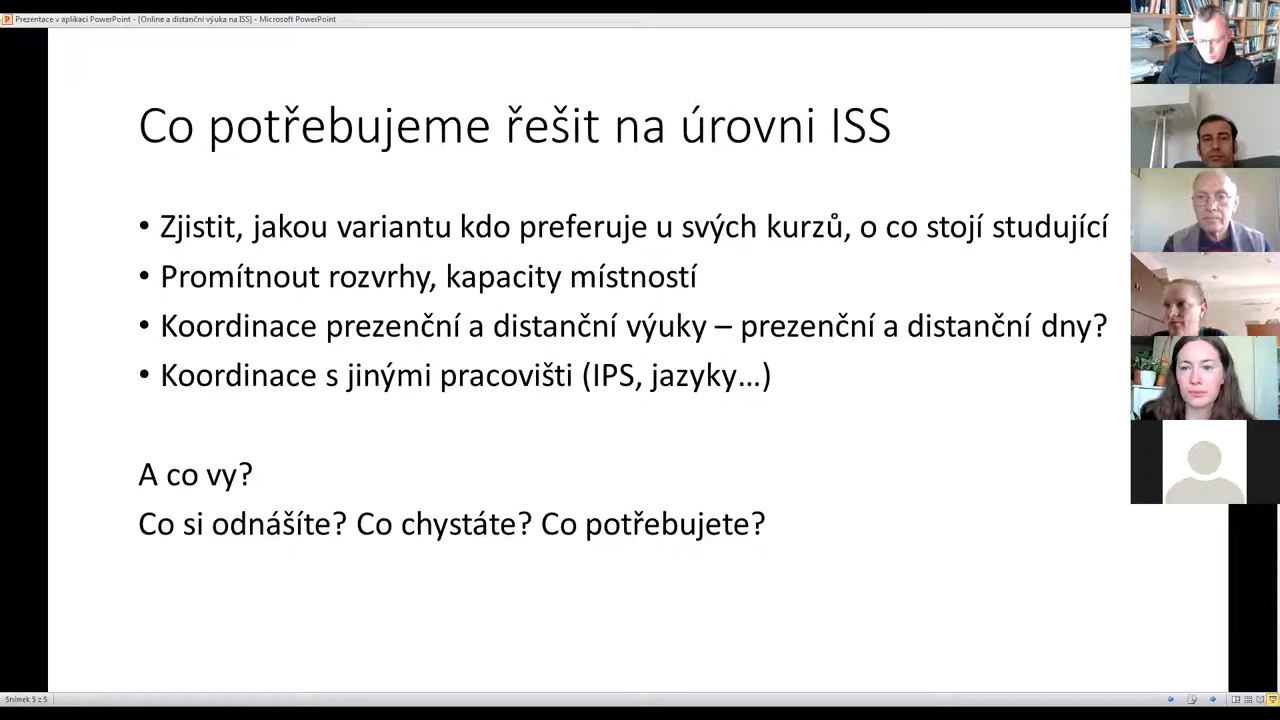 Prezentace v aplikaci PowerPoint - [Online a distanční výuka na ISS] - Microsoft PowerPoint
Co potřebujeme řešit na úrovni ISS
• Zjistit, jakou variantu kdo preferuje u svých kurzů, o co stojí studující
• Promítnout rozvrhy, kapacity místností
• Koordinace prezenční a distanční výuky – prezenční a distanční dny?
• Koordinace s jinými pracovišti (IPS, jazyky…)
A co vy?
Co si odnášíte? Co chystáte? Co potřebujete?
Snímek 5 z 5